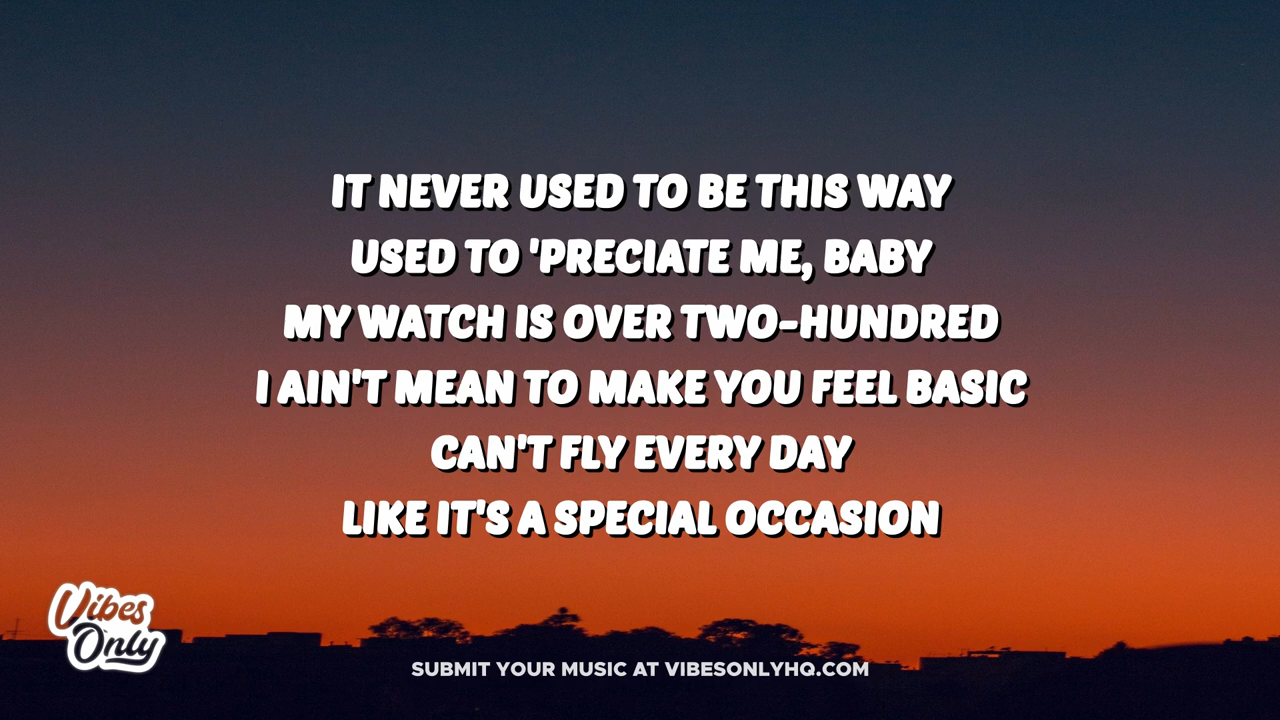 IT NEVER USED TO BE THIS WAY
USED TO 'PRECIATE ME, BABY
MY WATCH IS OVER TWO-HUNDRED
I AIN'T MEAN TO MAKE YOU FEEL BASIC
CAN'T FLY EVERY DAY
LIKE IT'S A SPECIAL OCCASION
Vibes
Only
SUBMIT YOUR MUSIC AT VIBESONLYHQ.COM